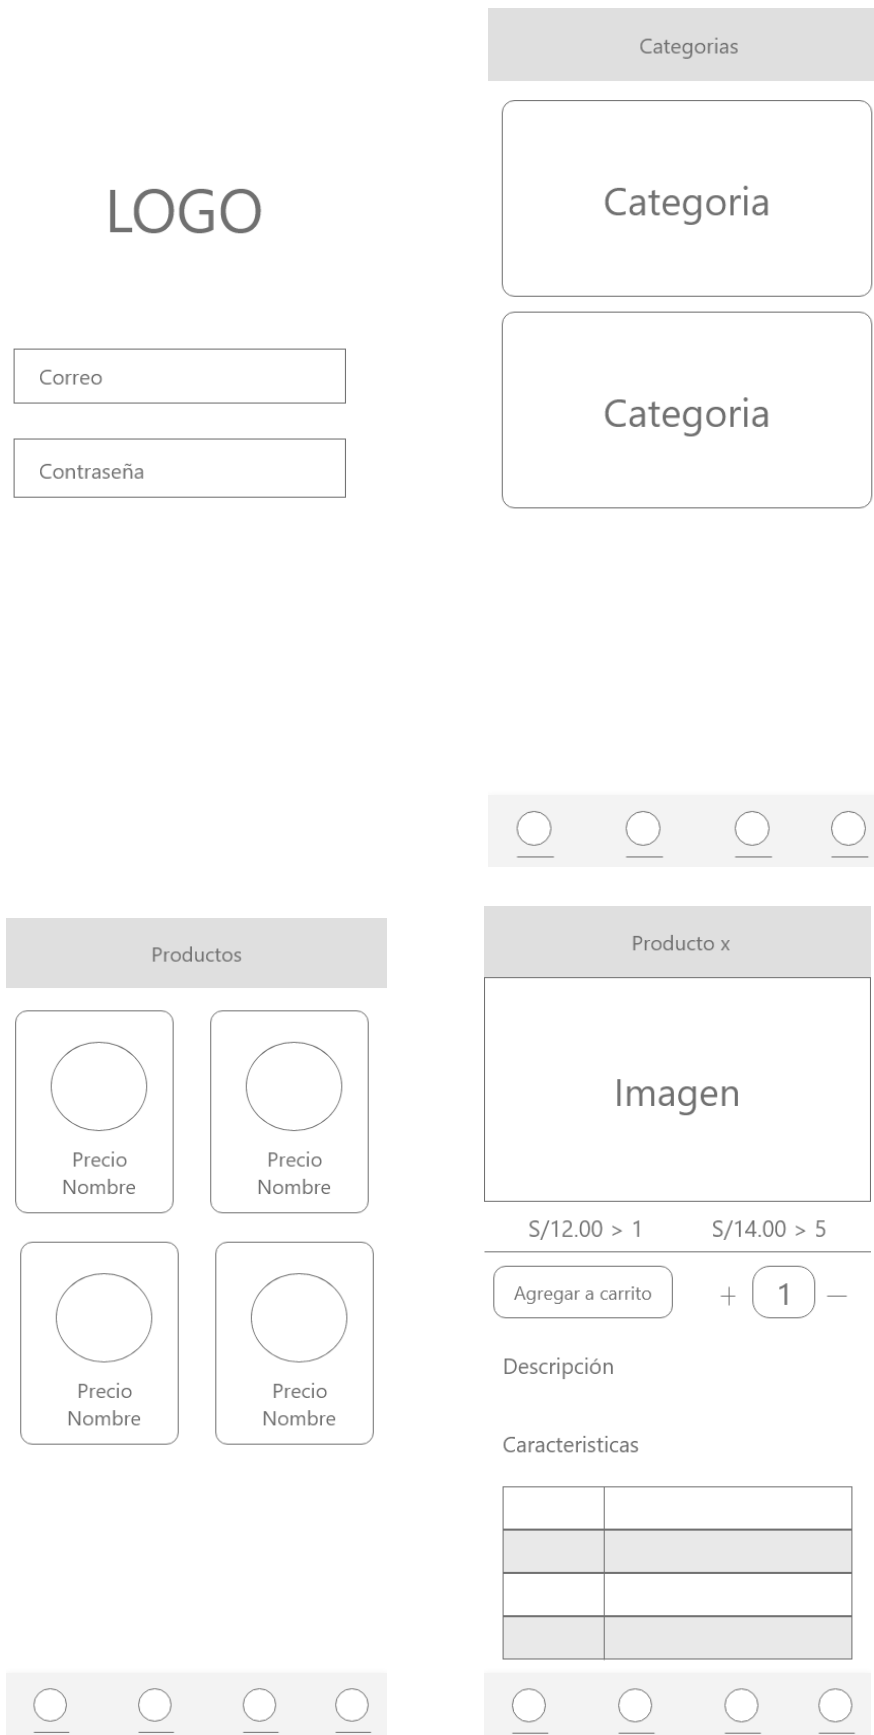 LOGO
Correo
Contraseña
Categorias
Categoria
Categoria
Productos
Precio Precio
Nombre Nombre
Precio Precio
Nombre Nombre
Producto x
Imagen
S/12.00 > 1 S/14.00 > 5
Agregar a carrito + 1 —
Descripción
Caracteristicas